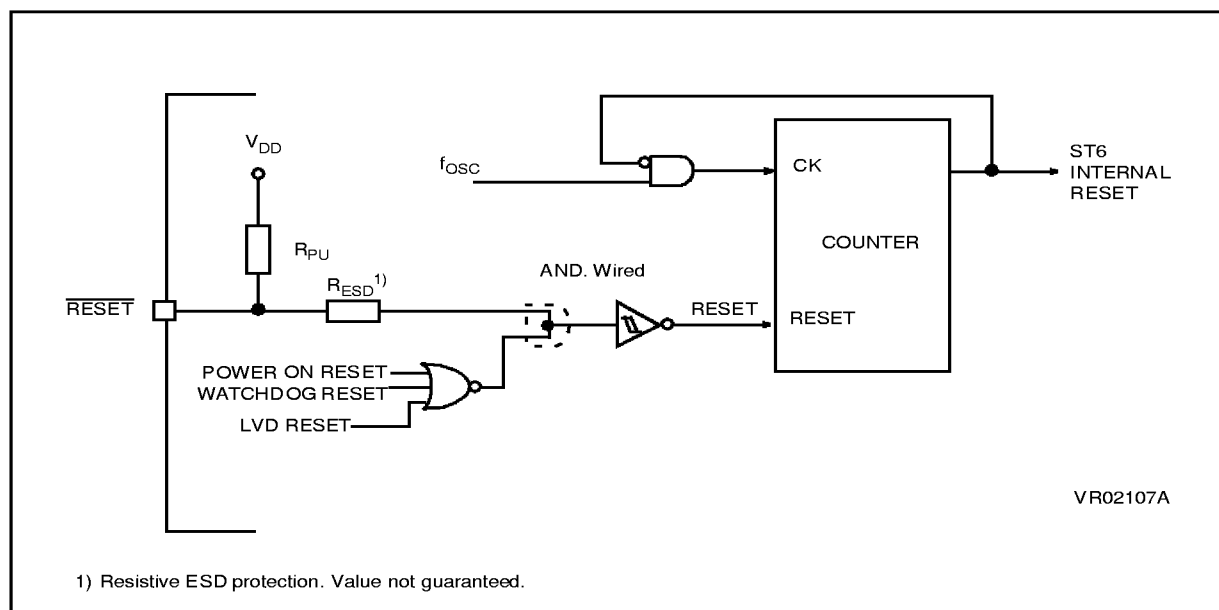 VDD
fOSC
CK
ST6
INTERNAL
RESET
RPU
COUNTER
AND. Wired
RESET
RESD1)
RESET
RESET
POWER ON RESET
WATCHDOG RESET
LVD RESET
VR02107A
1) Resistive ESD protection. Value not guaranteed.